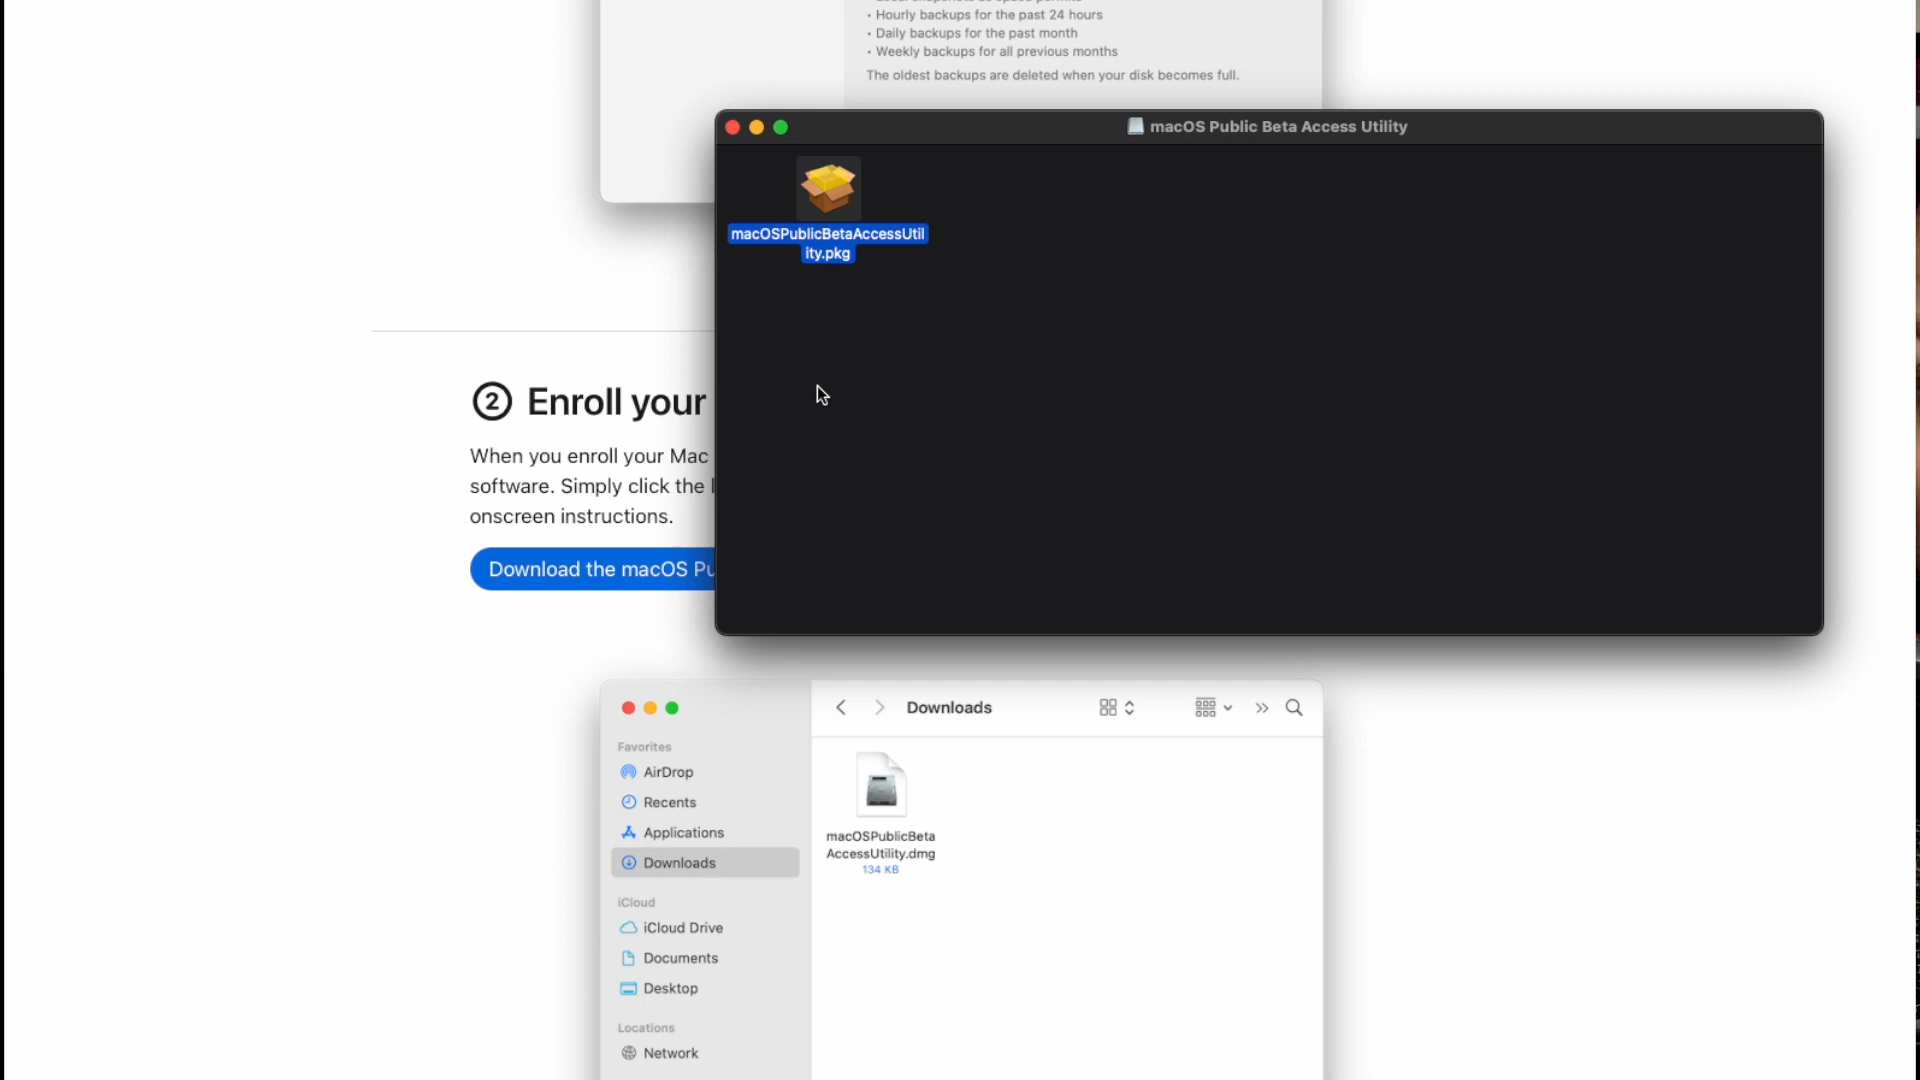 • Hourly backups for the past 24 hours
• Daily backups for the past month
• Weekly backups for all previous months
The oldest backups are deleted when your disk becomes full.
macOS Public Beta Access Utility
macOSPublicBetaAccessUtil
ity.pkg
2 Enroll your
When you enroll your Mac
software. Simply click the
onscreen instructions.
Download the macOS Pu
Downloads
Favorites
AirDrop
Recents
Applications
Downloads
iCloud
iCloud Drive
Documents
Desktop
Locations
Network
macOSPublicBeta
AccessUtility.dmg
134 KB